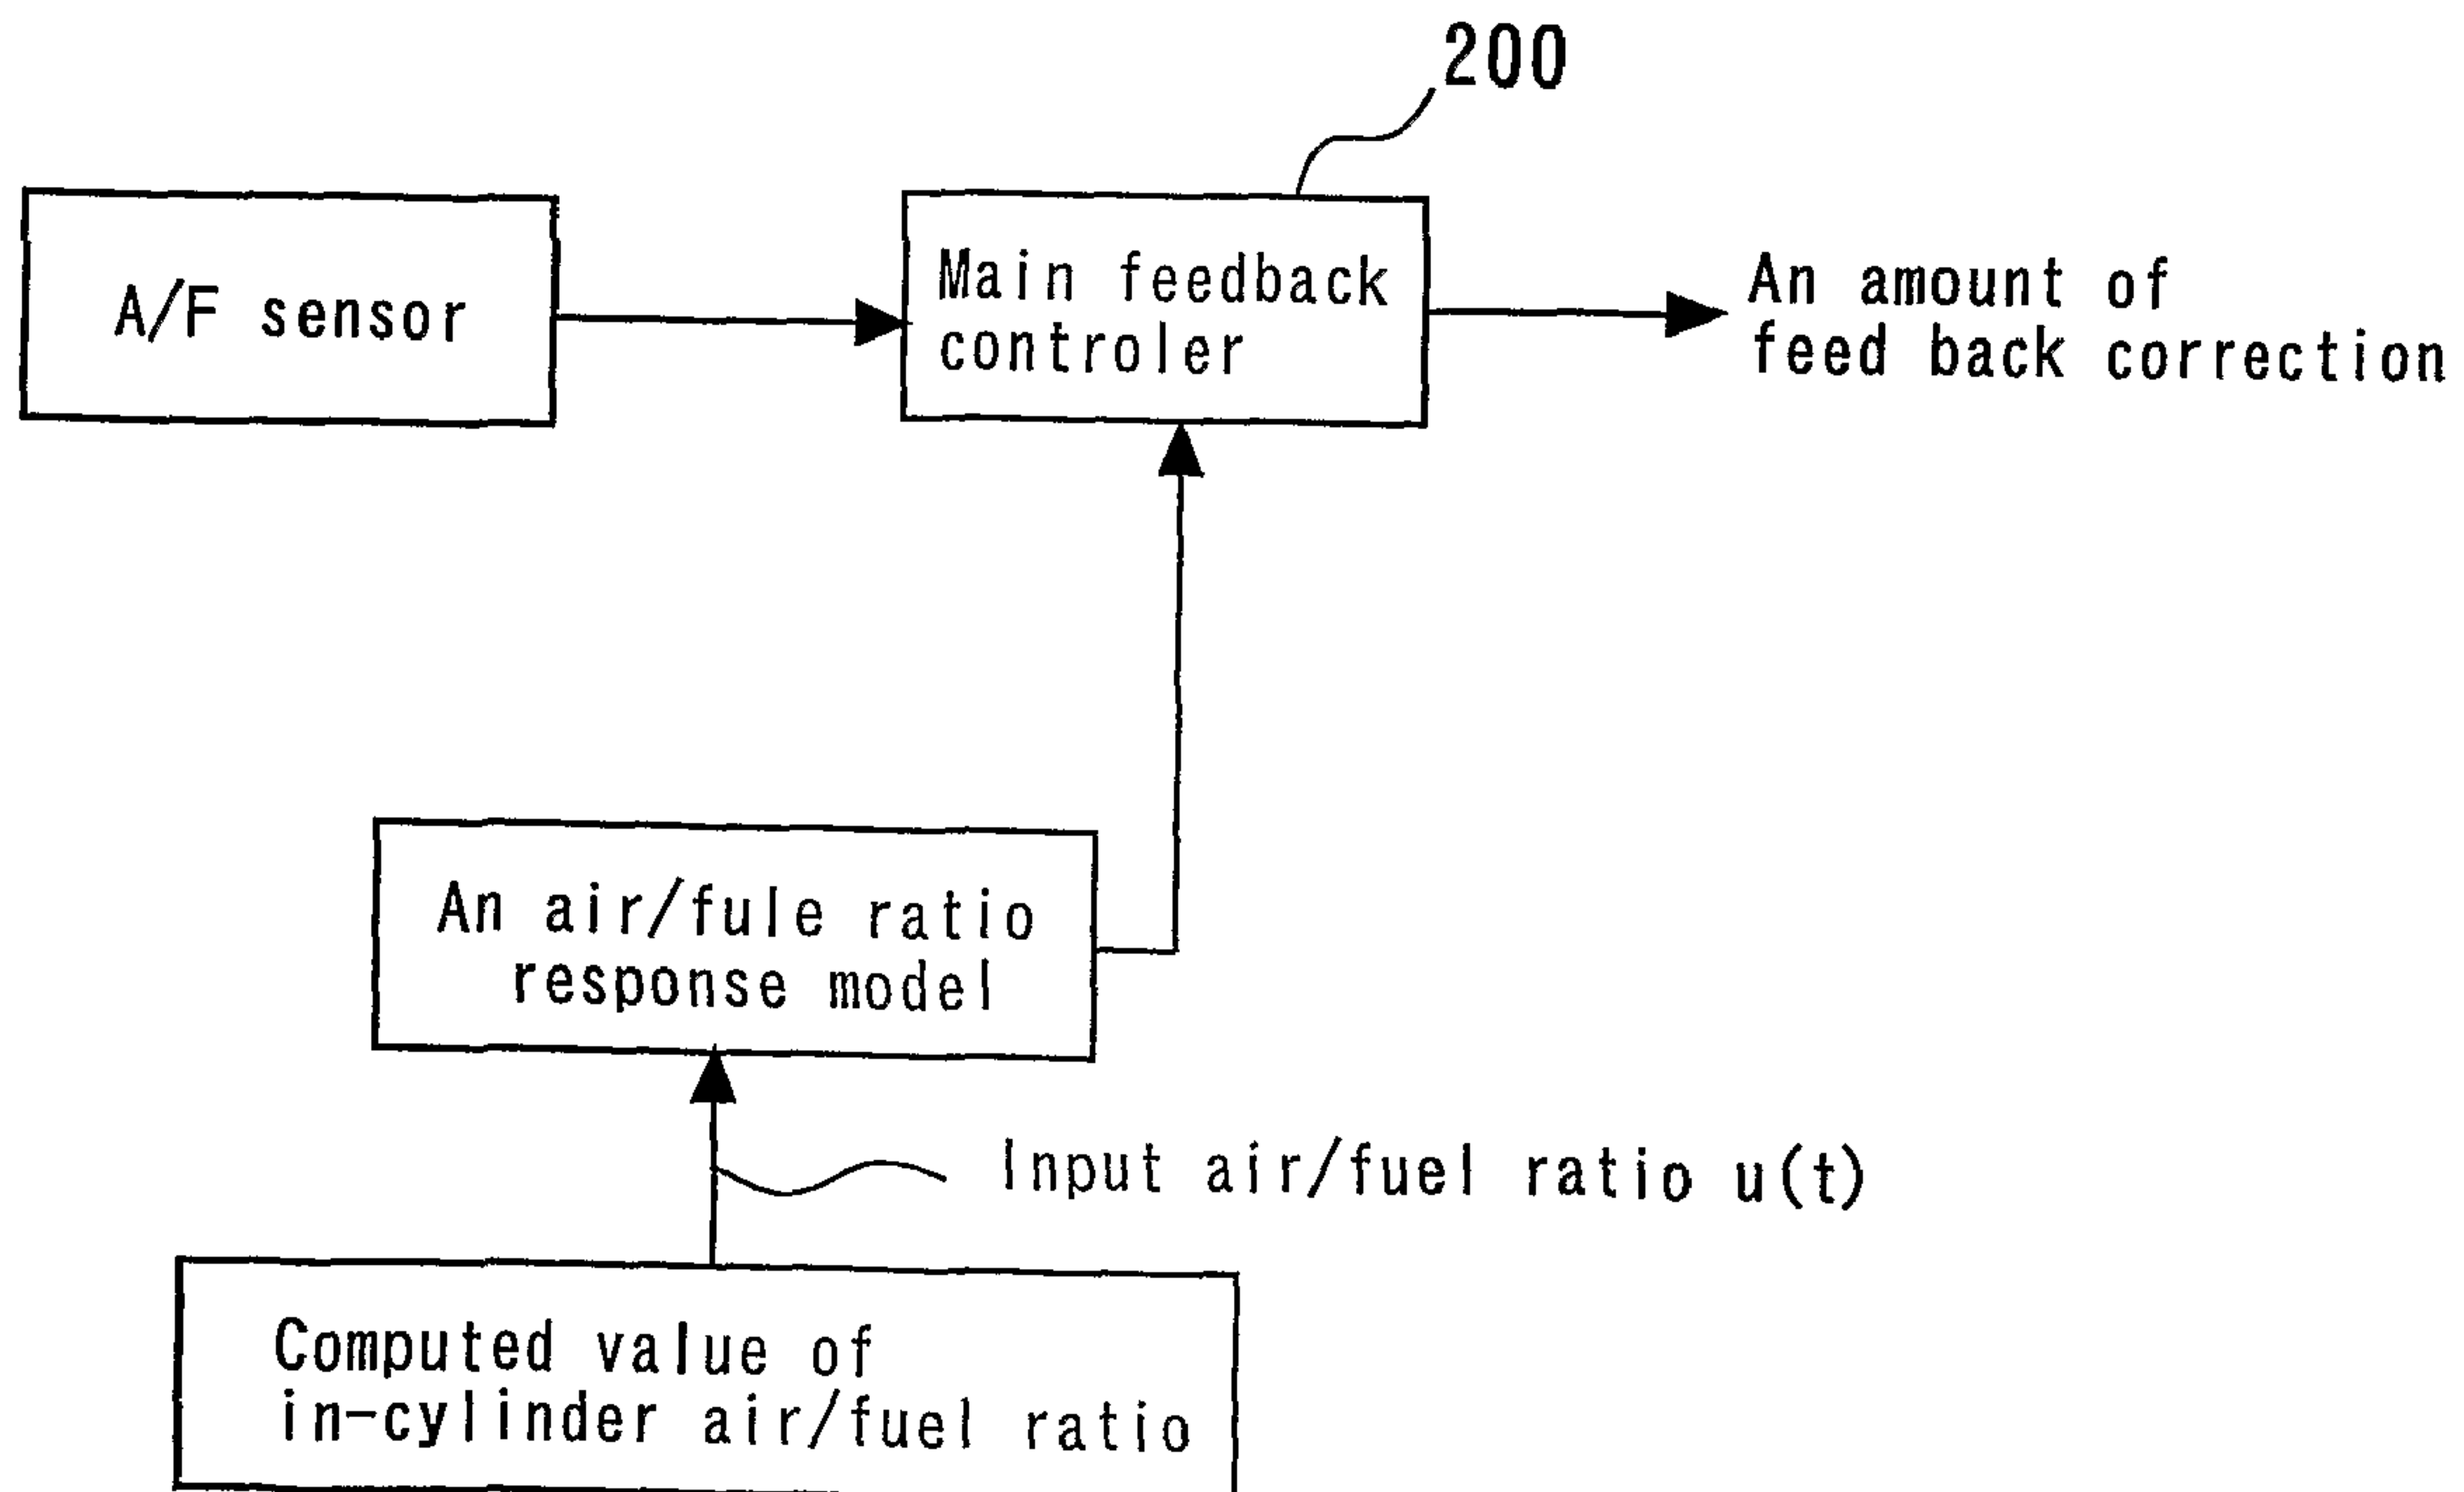 200
A/F sensor
Main feedback
controler
An amount of
feed back correction
An air/fule ratio
response model
Input air/fuel ratio u(t)
Computed value of
in-cylinder air/fuel ratio